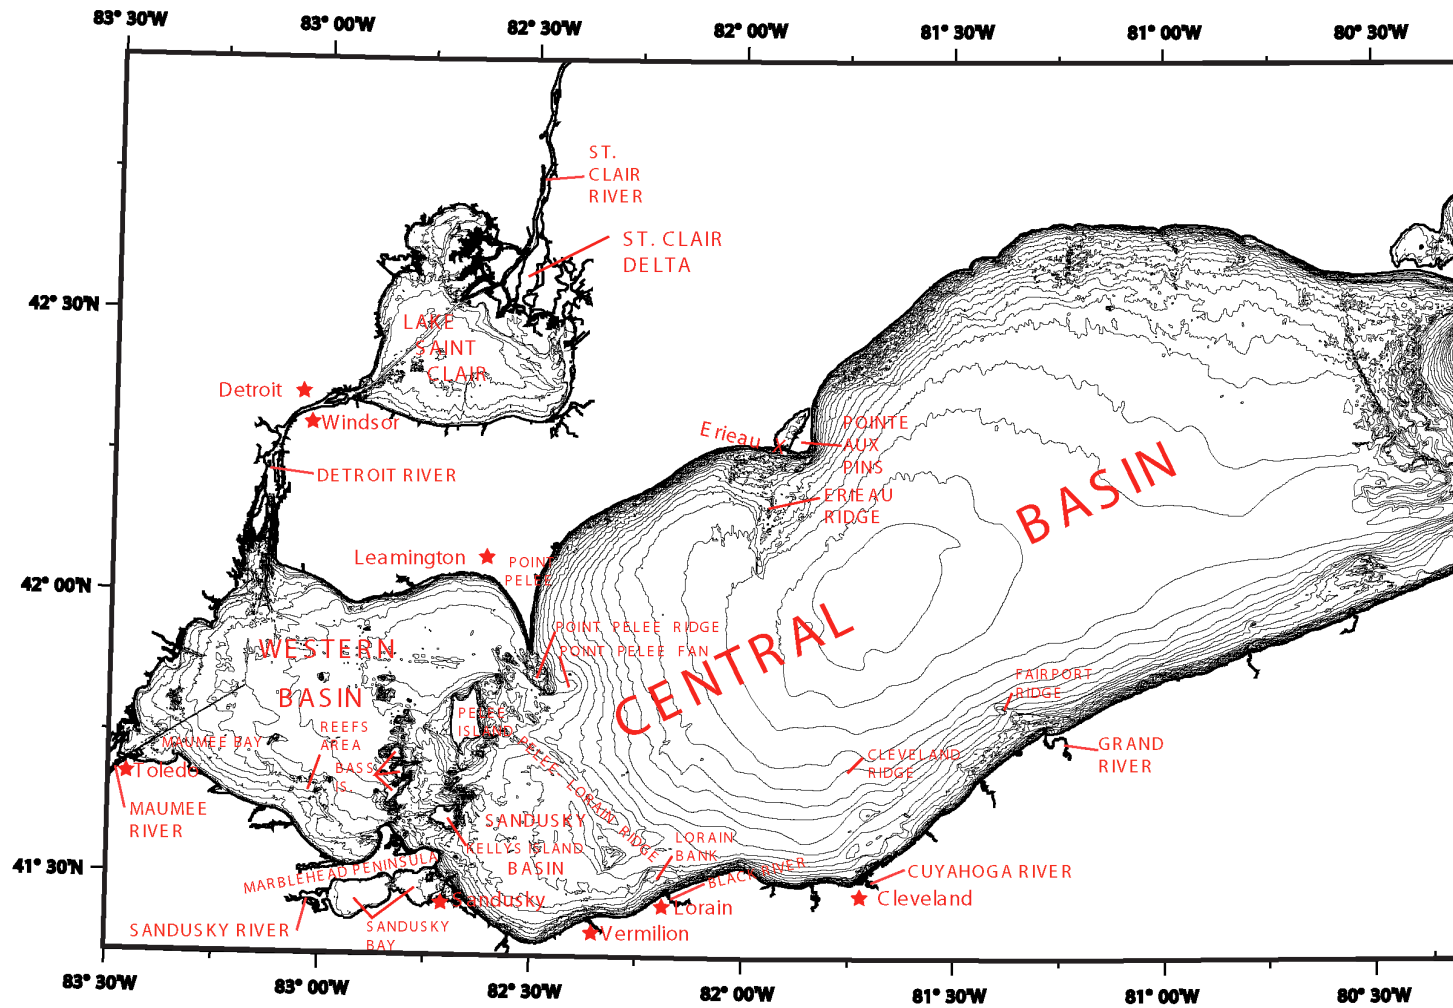 83° 30'W
83° 00'W
82° 30'W
82° 00'W
81° 30'W
81° 00'W
80° 30'W
ST.
CLAIR
RIVER
ST. CLAIR
DELTA
42° 30'N
LAKE
SAINT
CLAIR
Detroit
Windsor
DETROIT RIVER
Erieau X
POINTE
AUX
PINS
ERIEAU
RIDGE
BASIN
Leamington
POINT
PELEE
42° 00'N
POINT PELEE RIDGE
POINT PELEE FAN
WESTERN
BASIN
CENTRAL
FAIRPORT
RIDGE
REEFS
AREA
PELEE
ISLAND
MAUMEE BAY
Toledo
BASS
IS.
PELEE-LORAIN RIDGE
CLEVELAND
RIDGE
GRAND
RIVER
MAUMEE
RIVER
SANDUSKY
BASIN
KELLYS ISLAND
LORAIN
BANK
41° 30'N
MARBLEHEAD PENINSULA
BLACK RIVER
CUYAHOGA RIVER
Cleveland
Sandusky
Lorain
SANDUSKY RIVER
SANDUSKY
BAY
Vermilion
83° 30'W
83° 00'W
82° 30'W
82° 00'W
81° 30'W
81° 00'W
80° 30'W